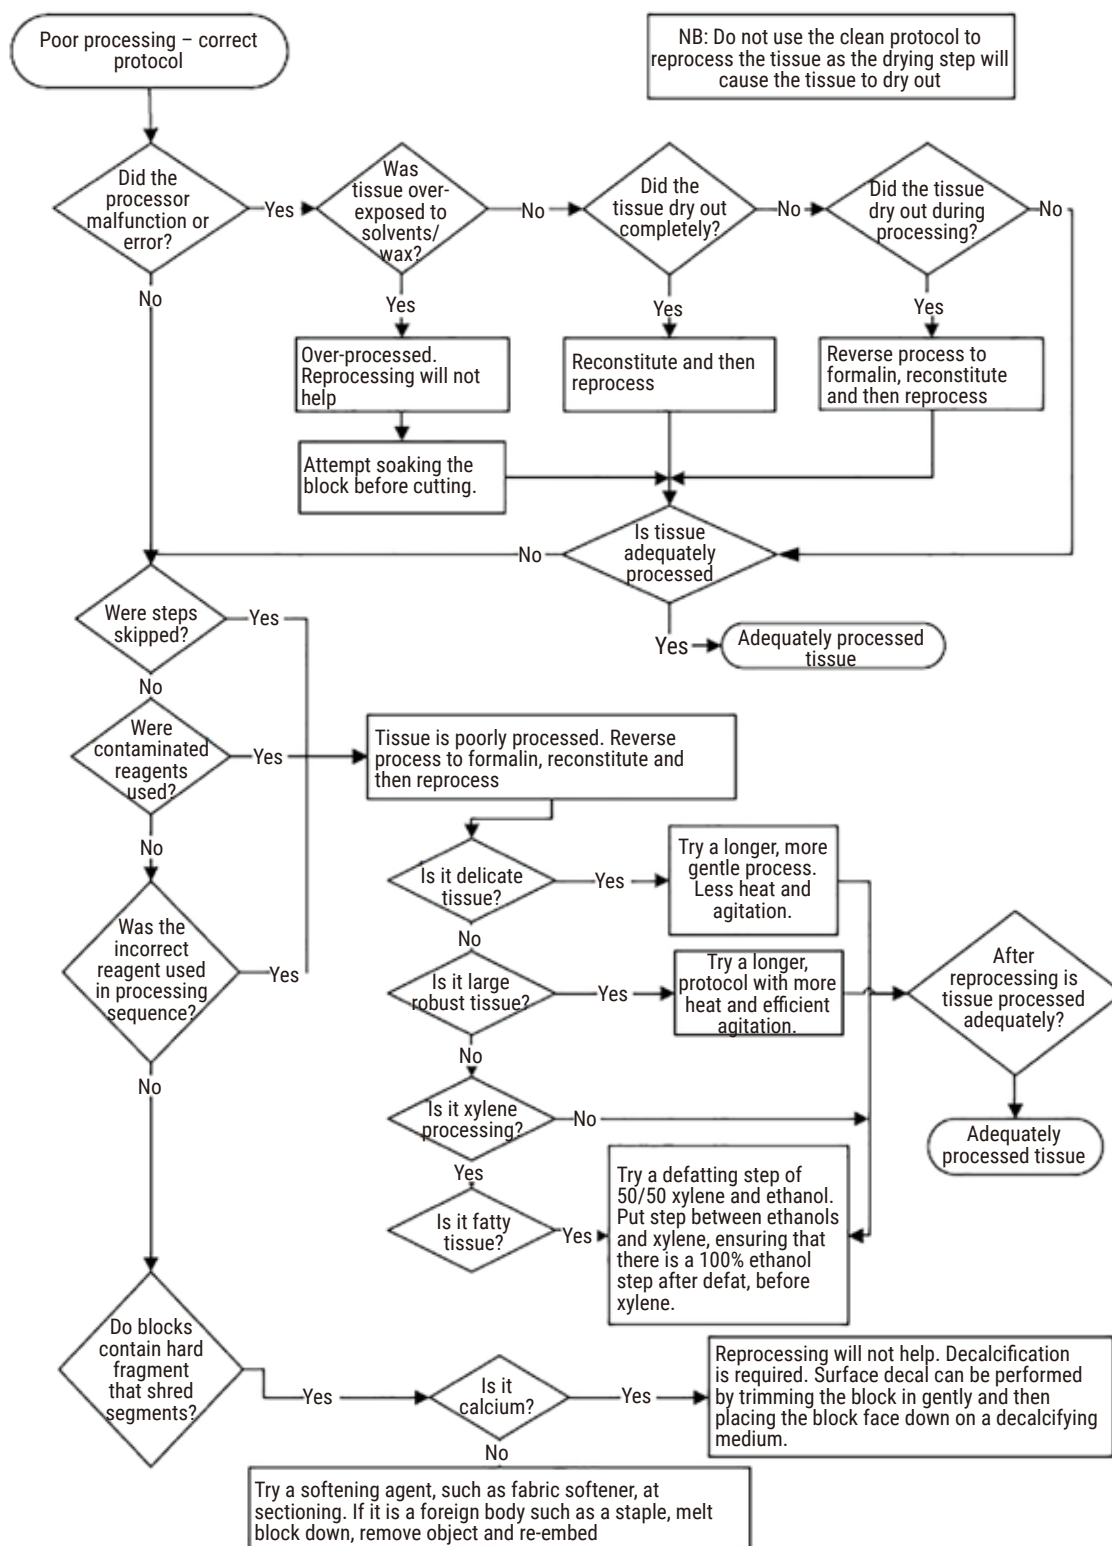 Poor processing – correct
protocol
NB: Do not use the clean protocol to
reprocess the tissue as the drying step will
cause the tissue to dry out
Did the
processor
malfunction or
error?
Yes
No
Was
tissue over-
exposed to
solvents/
wax?
No
Yes
Did the
tissue dry out
completely?
No
Yes
Did the tissue
dry out during
processing?
No
Yes
Over-processed.
Reprocessing will not
help
Reconstitute and then
reprocess
Reverse process to
formalin, reconstitute
and then reprocess
Attempt soaking the
block before cutting.
Is tissue
adequately
processed
No
Yes
Adequately processed
tissue
Were steps
skipped?
Yes
No
Were
contaminated
reagents
used?
Yes
No
Tissue is poorly processed. Reverse
process to formalin, reconstitute and
then reprocess
Was the
incorrect
reagent used
in processing
sequence?
Yes
No
Is it delicate
tissue?
Yes
No
Try a longer, more
gentle process.
Less heat and
agitation.
Is it large
robust tissue?
Yes
No
Try a longer,
protocol with more
heat and efficient
agitation.
After
reprocessing is
tissue processed
adequately?
Adequately
processed tissue
Is it xylene
processing?
No
Yes
Is it fatty
tissue?
Yes
Try a defatting step of
50/50 xylene and ethanol.
Put step between ethanols
and xylene, ensuring that
there is a 100% ethanol
step after defat, before
xylene.
Do blocks
contain hard
fragment
that shred
segments?
Yes
Is it
calcium?
Yes
No
Reprocessing will not help. Decalcification
is required. Surface decal can be performed
by trimming the block in gently and then
placing the block face down on a decalcifying
medium.
Try a softening agent, such as fabric softener, at
sectioning. If it is a foreign body such as a staple, melt
block down, remove object and re-embed